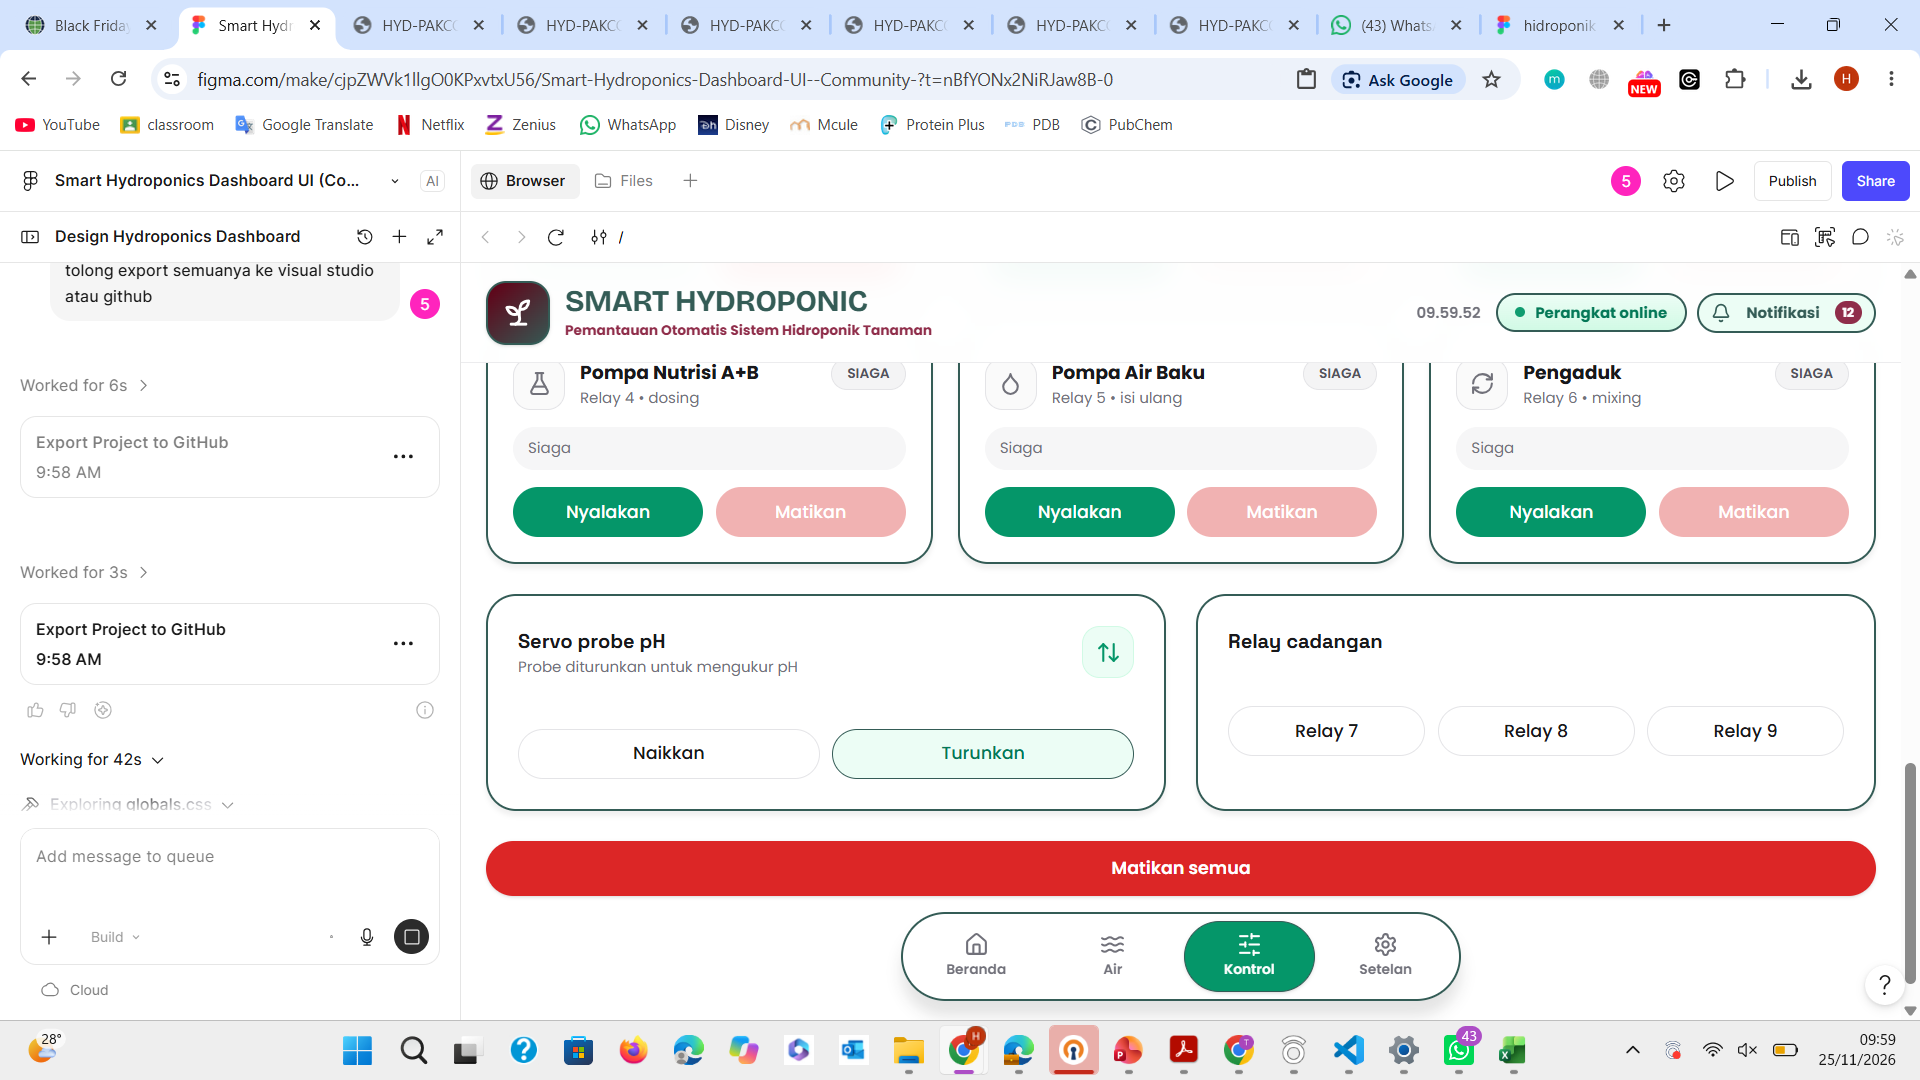 Black Friday
Smart Hydr
HYD-PAKCO
HYD-PAKCO
HYD-PAKCO
HYD-PAKCO
HYD-PAKCO
HYD-PAKCO
(43) Whats
hidroponik
figma.com/make/cjpZWVk1llgO0KPxvtxU56/Smart-Hydroponics-Dashboard-UI--Community-?t=nBfYONx2NiRJaw8B-0
Ask Google
NEW
H
YouTube
classroom
Google Translate
Netflix
Zenius
WhatsApp
Disney
Mcule
Protein Plus
PDB
PubChem
Smart Hydroponics Dashboard UI (Co...
AI
Browser
Files
5
Publish
Share
Design Hydroponics Dashboard
/
tolong export semuanya ke visual studio
atau github
5
Worked for 6s
Export Project to GitHub
9:58 AM
Worked for 3s
Export Project to GitHub
9:58 AM
Working for 42s
Exploring globals.css
Add message to queue
Build
Cloud
SMART HYDROPONIC
Pemantauan Otomatis Sistem Hidroponik Tanaman
09.59.52
Perangkat online
Notifikasi
12
Pompa Nutrisi A+B
SIAGA
Relay 4 • dosing
Siaga
Nyalakan
Matikan
Pompa Air Baku
SIAGA
Relay 5 • isi ulang
Siaga
Nyalakan
Matikan
Pengaduk
SIAGA
Relay 6 • mixing
Siaga
Nyalakan
Matikan
Servo probe pH
Probe diturunkan untuk mengukur pH
Naikkan
Turunkan
Relay cadangan
Relay 7
Relay 8
Relay 9
Matikan semua
Beranda
Air
Kontrol
Setelan
?
28°
H
43
09:59
25/11/2026